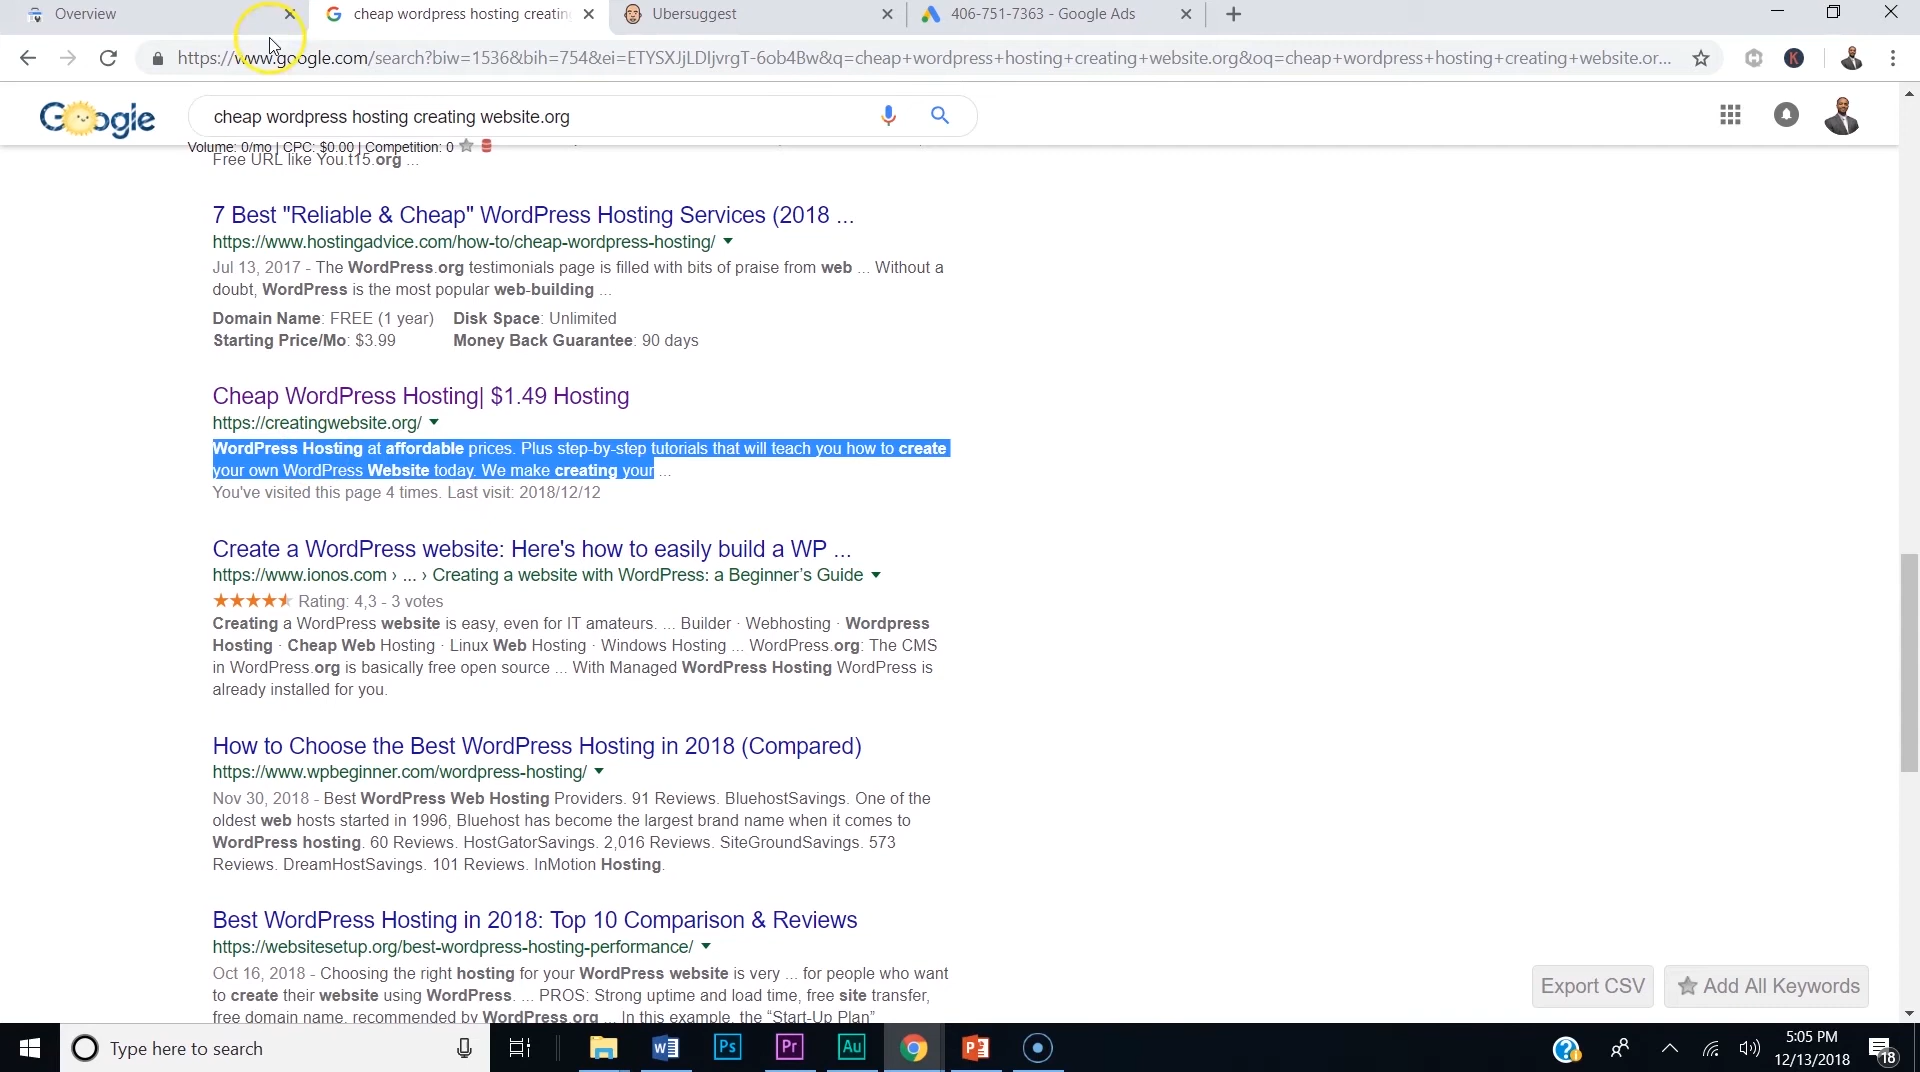 Overview
cheap wordpress hosting creatin
Ubersuggest
406-751-7363 - Google Ads
https://www.google.com/search?biw=1536&bih=754&ei=ETYSXJjLDIjvrgT-6ob4Bw&q=cheap+wordpress+hosting+creating+website.org&oq=cheap+wordpress+hosting+creating+website.or...
Google
cheap wordpress hosting creating website.org
Volume: 0/mo | CPC: $0.00 | Competition: 0
Free URL like You.t15.org ...
7 Best "Reliable & Cheap" WordPress Hosting Services (2018 ...
https://www.hostingadvice.com/how-to/cheap-wordpress-hosting/
Jul 13, 2017 - The WordPress.org testimonials page is filled with bits of praise from web ... Without a
doubt, WordPress is the most popular web-building ...
Domain Name: FREE (1 year) Disk Space: Unlimited
Starting Price/Mo: $3.99 Money Back Guarantee: 90 days
Cheap WordPress Hosting| $1.49 Hosting
https://creatingwebsite.org/
WordPress Hosting at affordable prices. Plus step-by-step tutorials that will teach you how to create
your own WordPress Website today. We make creating your ...
You've visited this page 4 times. Last visit: 2018/12/12
Create a WordPress website: Here's how to easily build a WP ...
https://www.ionos.com › ... › Creating a website with WordPress: a Beginner's Guide
Rating: 4,3 - 3 votes
Creating a WordPress website is easy, even for IT amateurs. ... Builder · Webhosting · Wordpress
Hosting · Cheap Web Hosting · Linux Web Hosting · Windows Hosting ... WordPress.org: The CMS
in WordPress.org is basically free open source ... With Managed WordPress Hosting WordPress is
already installed for you.
How to Choose the Best WordPress Hosting in 2018 (Compared)
https://www.wpbeginner.com/wordpress-hosting/
Nov 30, 2018 - Best WordPress Web Hosting Providers. 91 Reviews. BluehostSavings. One of the
oldest web hosts started in 1996, Bluehost has become the largest brand name when it comes to
WordPress hosting. 60 Reviews. HostGatorSavings. 2,016 Reviews. SiteGroundSavings. 573
Reviews. DreamHostSavings. 101 Reviews. InMotion Hosting.
Best WordPress Hosting in 2018: Top 10 Comparison & Reviews
https://websitesetup.org/best-wordpress-hosting-performance/
Oct 16, 2018 - Choosing the right hosting for your WordPress website is very ... for people who want
to create their website using WordPress. ... PROS: Strong uptime and load time, free site transfer,
free domain name, recommended by WordPress.org ... In this example, the "Start-Up Plan"
Export CSV
Add All Keywords
Type here to search
Ps
Pr
Au
5:05 PM
12/13/2018
18